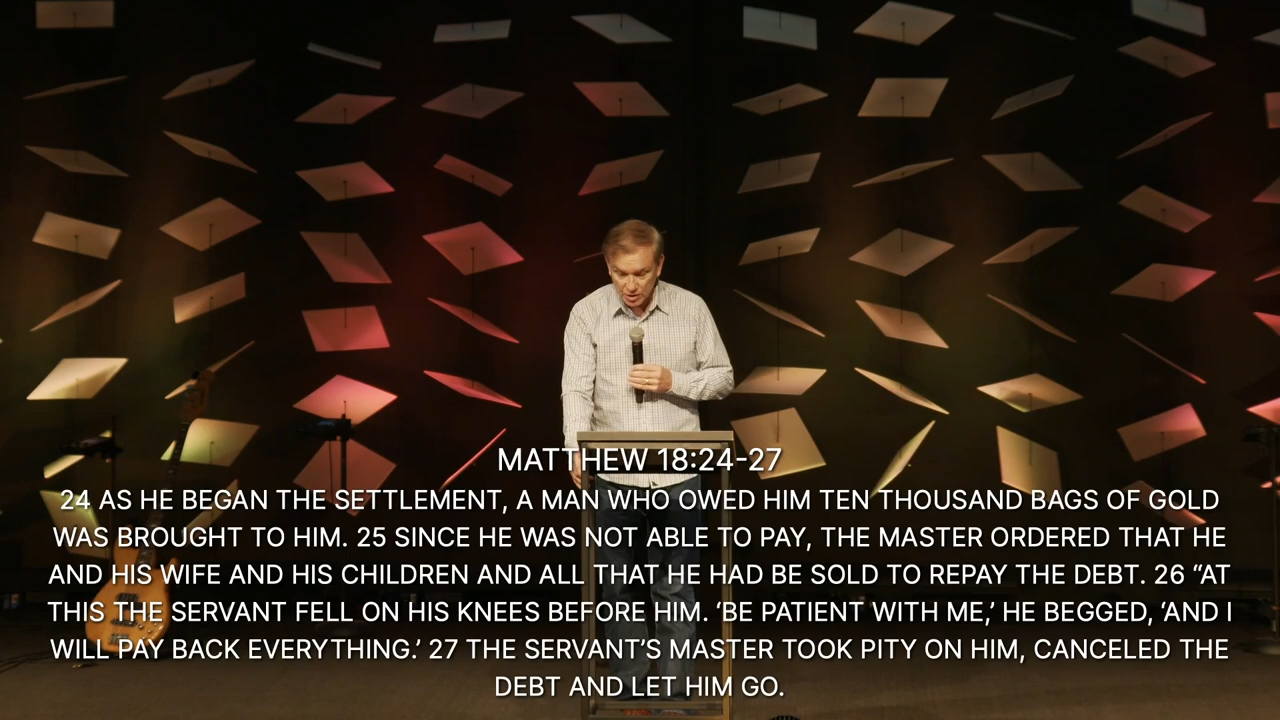 MATTHEW 18:24-27
24 AS HE BEGAN THE SETTLEMENT, A MAN WHO OWED HIM TEN THOUSAND BAGS OF GOLD
WAS BROUGHT TO HIM. 25 SINCE HE WAS NOT ABLE TO PAY, THE MASTER ORDERED THAT HE
AND HIS WIFE AND HIS CHILDREN AND ALL THAT HE HAD BE SOLD TO REPAY THE DEBT. 26 “AT
THIS THE SERVANT FELL ON HIS KNEES BEFORE HIM. ‘BE PATIENT WITH ME,’ HE BEGGED, ‘AND I
WILL PAY BACK EVERYTHING.’ 27 THE SERVANT’S MASTER TOOK PITY ON HIM, CANCELED THE
DEBT AND LET HIM GO.